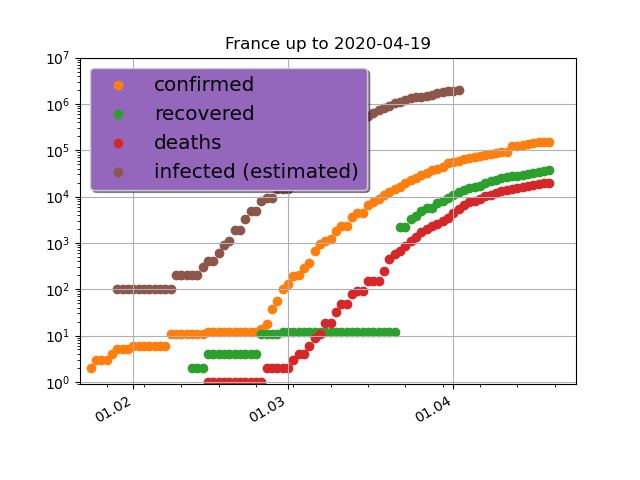 France up to 2020-04-19
10^7
10^6
10^5
10^4
10^3
10^2
10^1
10^0
confirmed
recovered
deaths
infected (estimated)
01.02
01.03
01.04